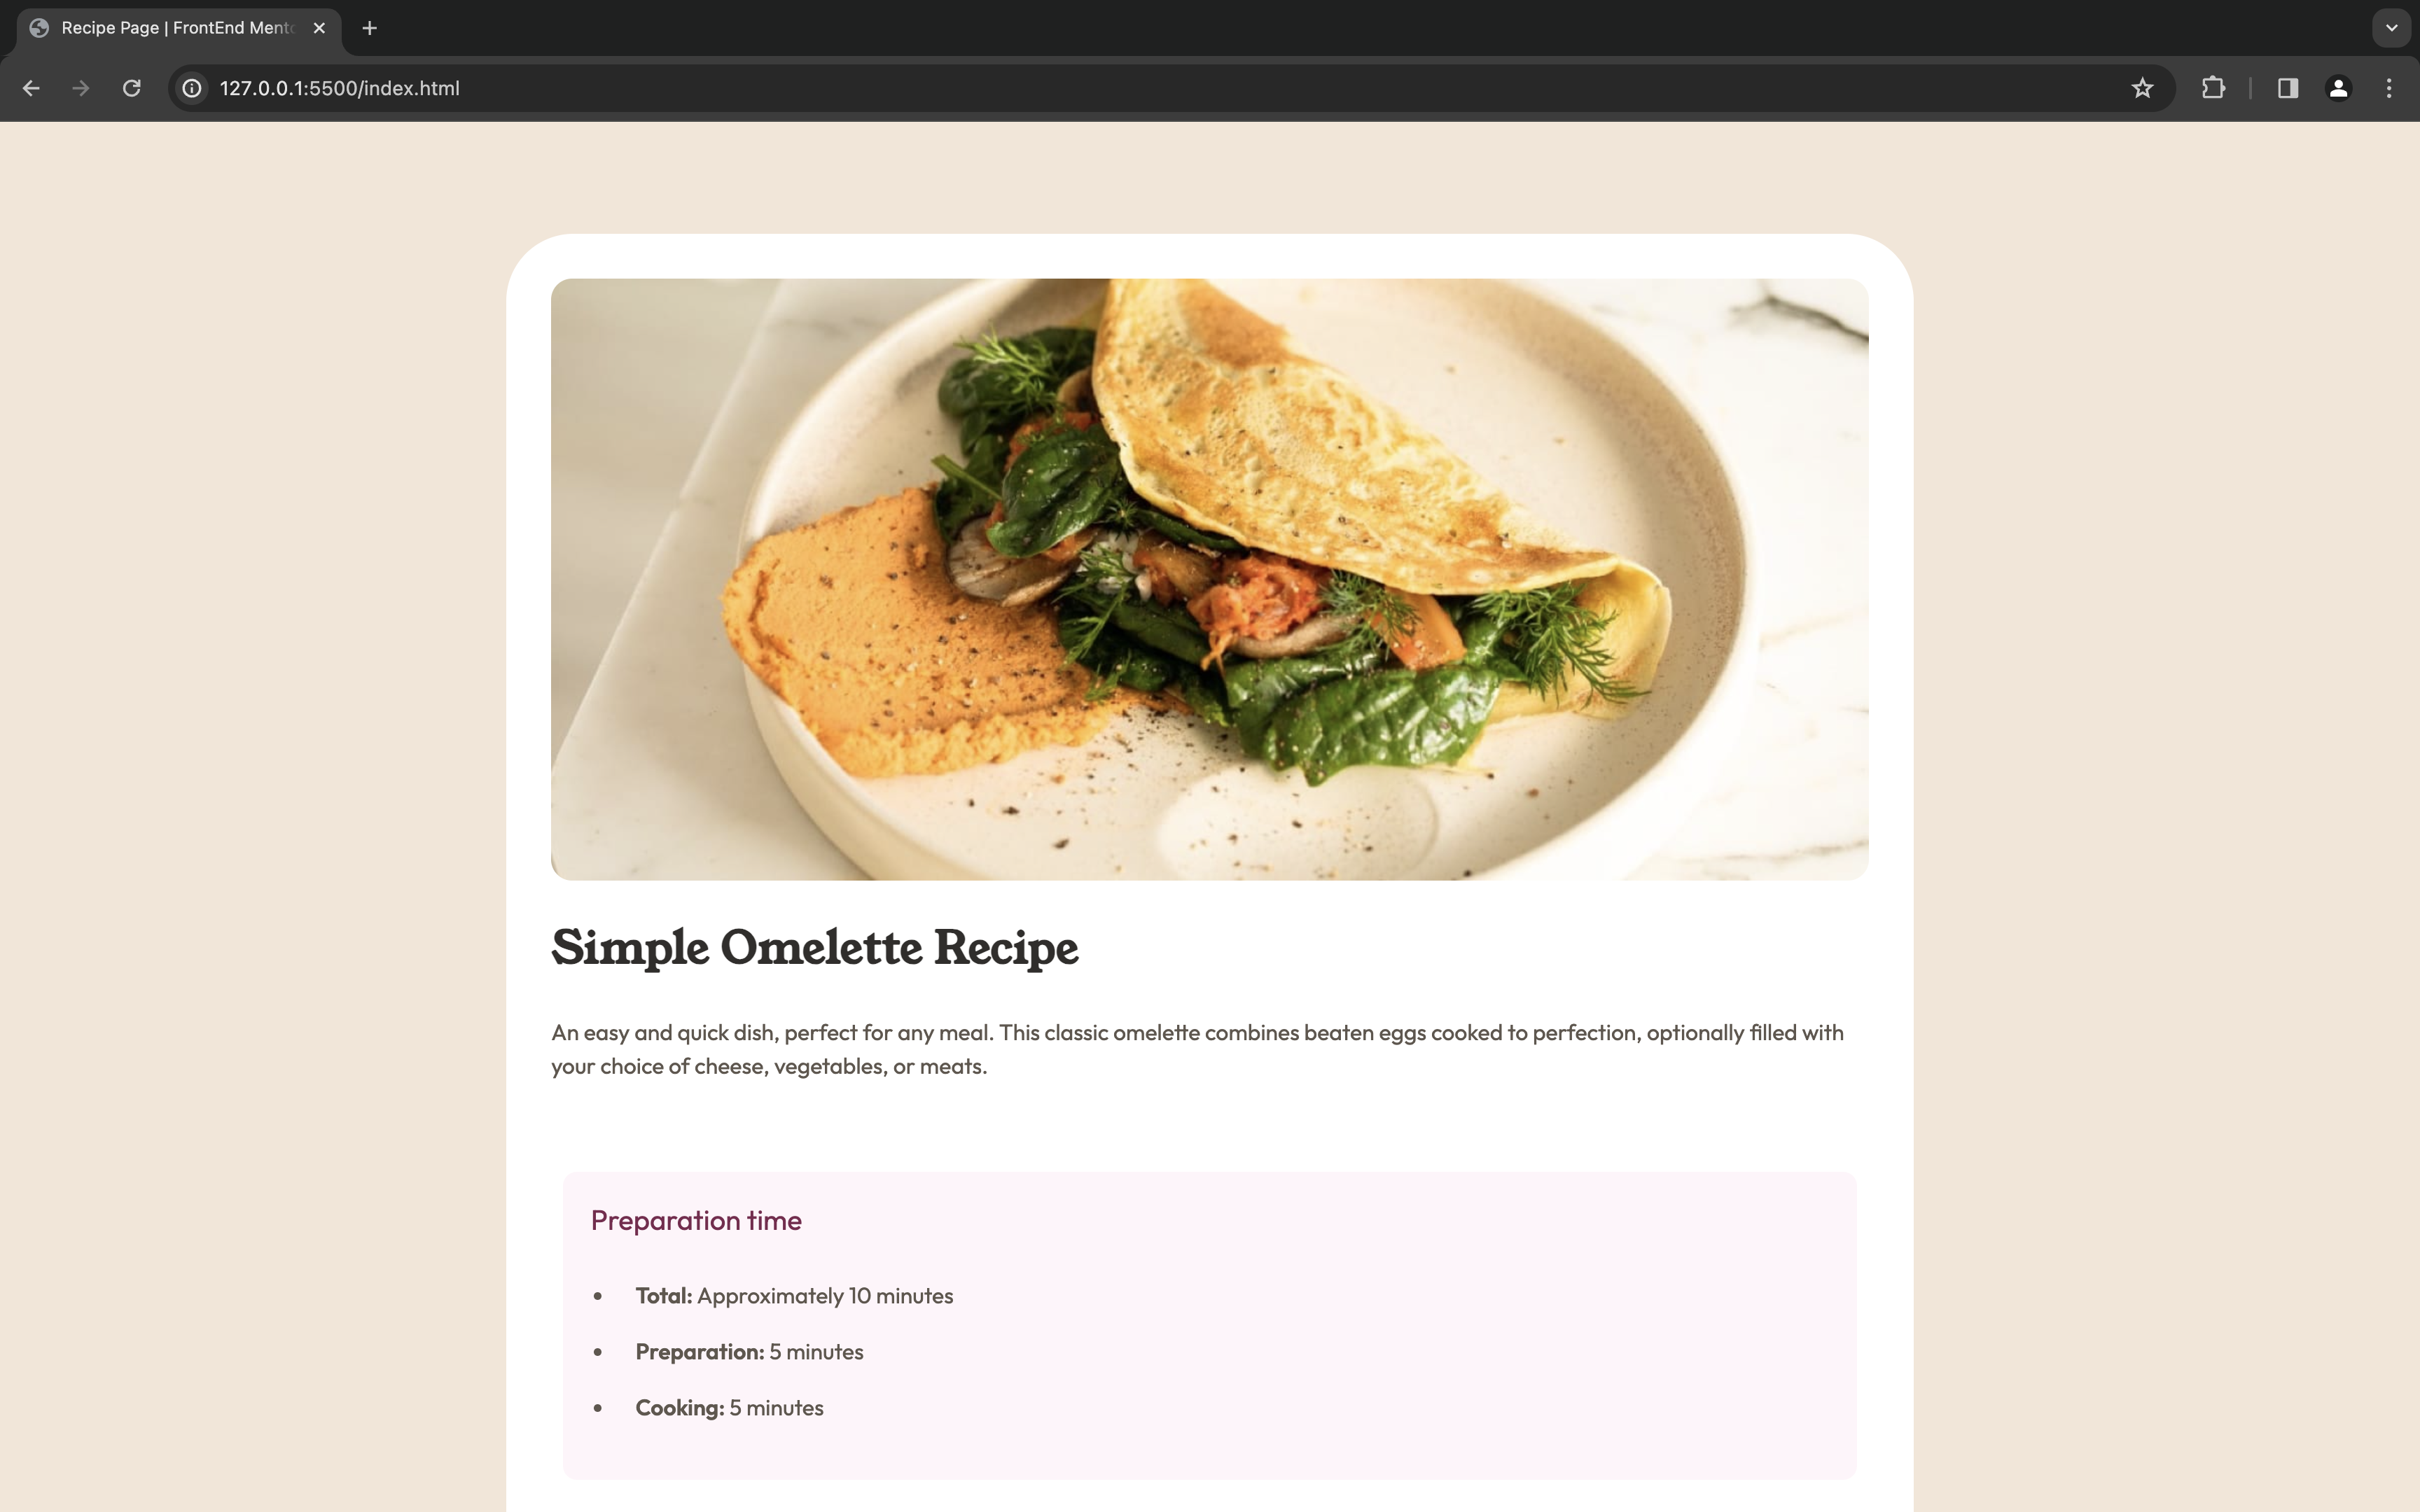 Recipe Page | FrontEnd Mento
127.0.0.1:5500/index.html
Simple Omelette Recipe
An easy and quick dish, perfect for any meal. This classic omelette combines beaten eggs cooked to perfection, optionally filled with
your choice of cheese, vegetables, or meats.
Preparation time
• Total: Approximately 10 minutes
• Preparation: 5 minutes
• Cooking: 5 minutes